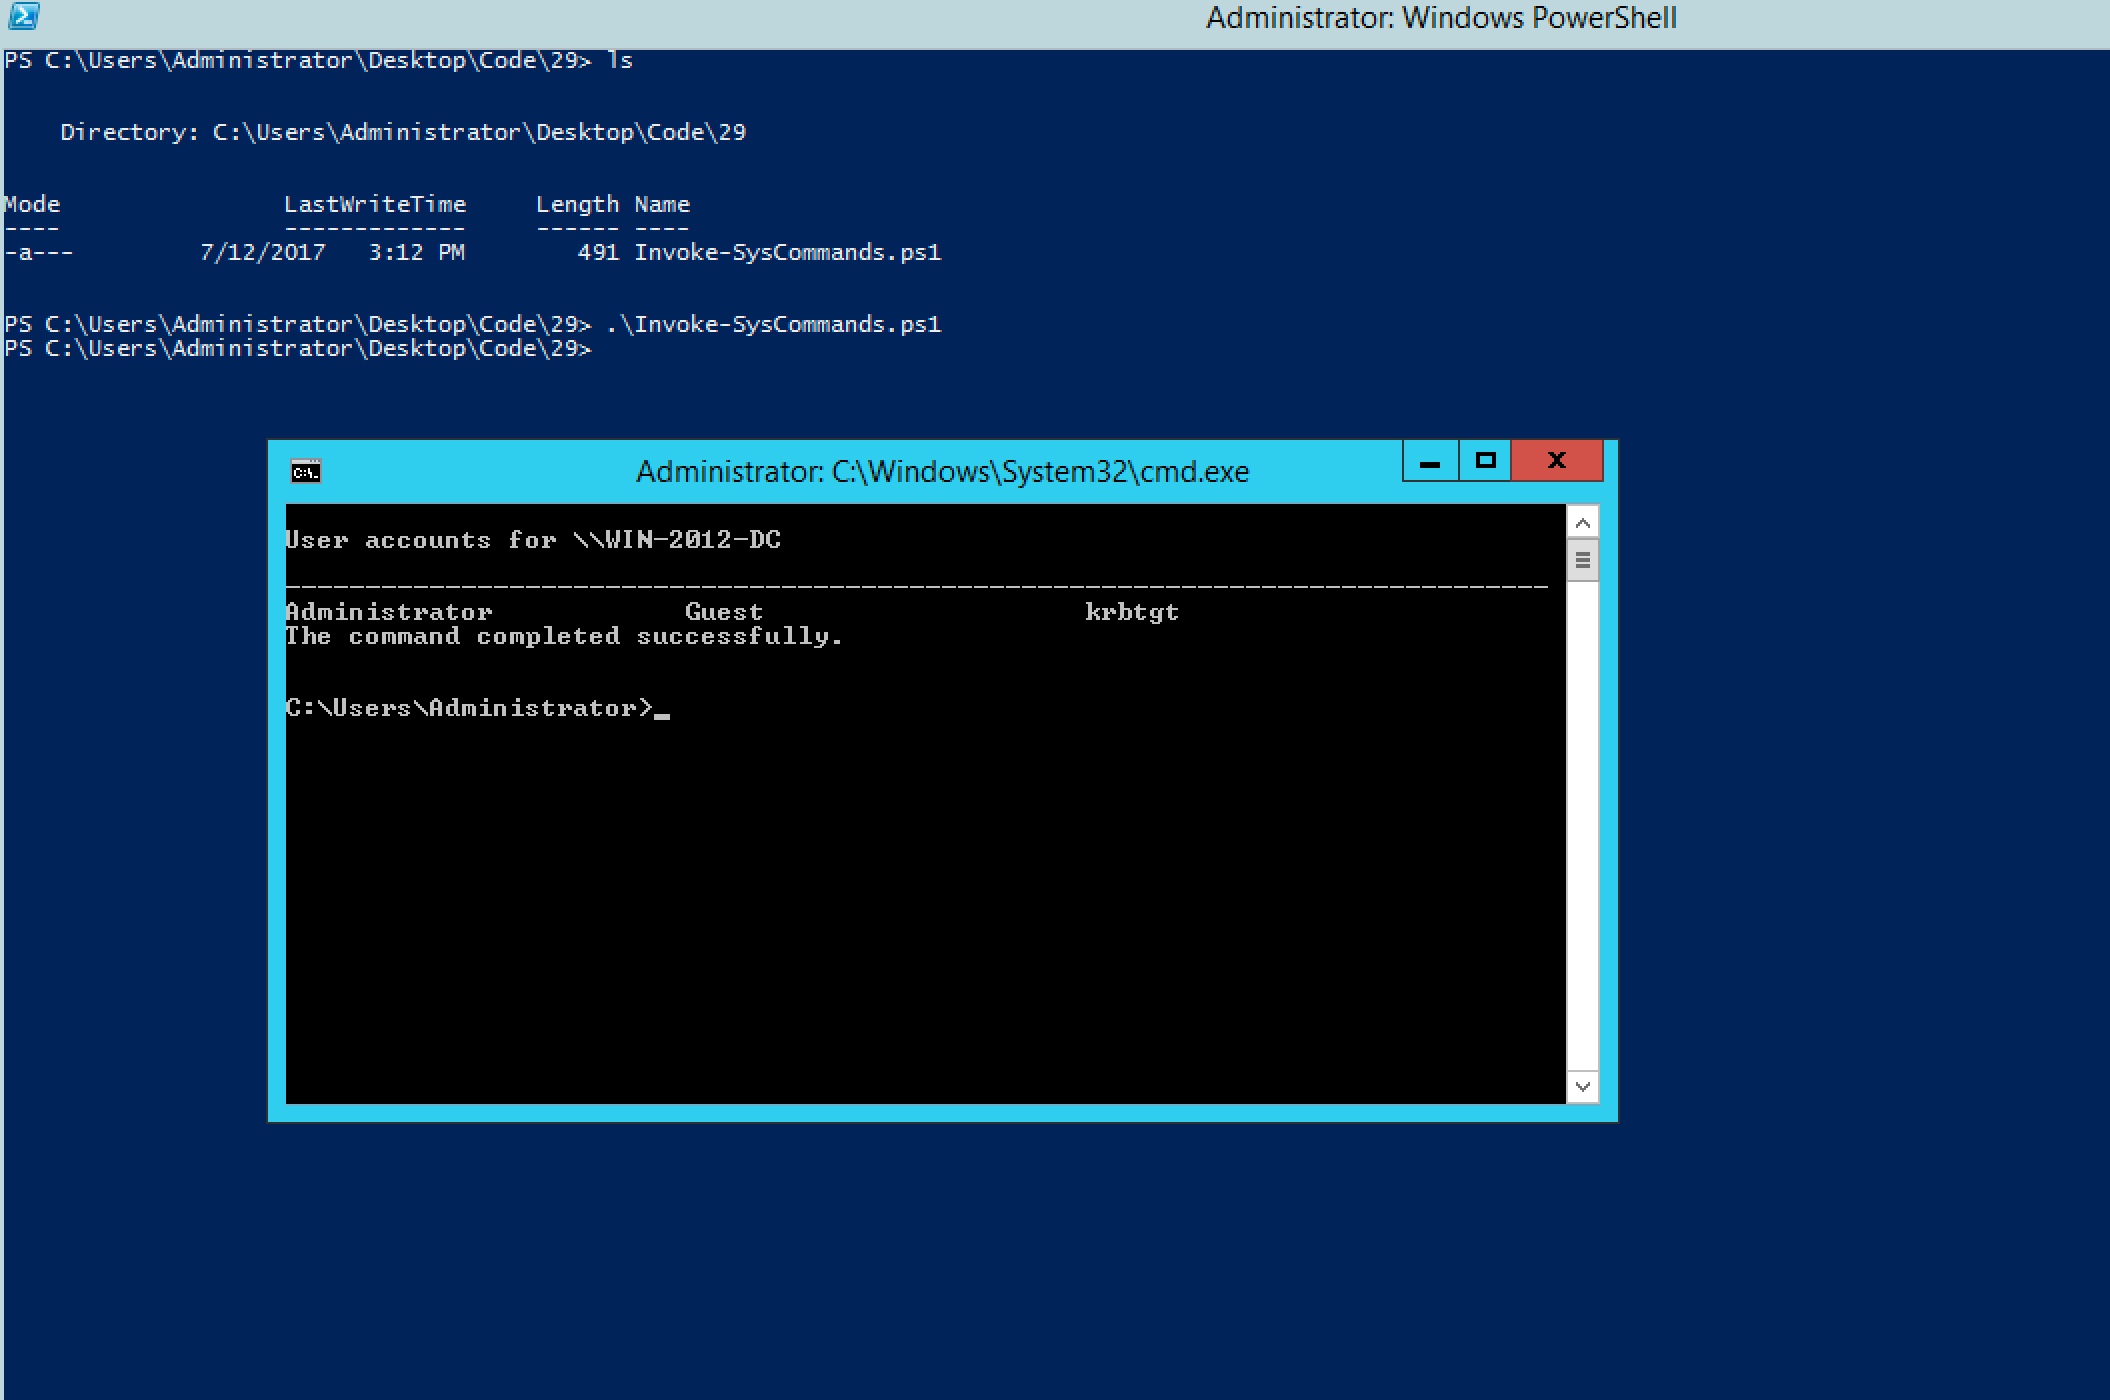 Administrator: Windows PowerShell
PS C:\Users\Administrator\Desktop\Code\29> ls
Directory: C:\Users\Administrator\Desktop\Code\29
Mode LastWriteTime Length Name
---- ------------- ------ ----
-a--- 7/12/2017 3:12 PM 491 Invoke-SysCommands.ps1
PS C:\Users\Administrator\Desktop\Code\29> .\Invoke-SysCommands.ps1
PS C:\Users\Administrator\Desktop\Code\29>
C:\.
Administrator: C:\Windows\System32\cmd.exe
User accounts for \\WIN-2012-DC
-------------------------------------------------------------------------------
Administrator Guest krbtgt
The command completed successfully.
C:\Users\Administrator>_